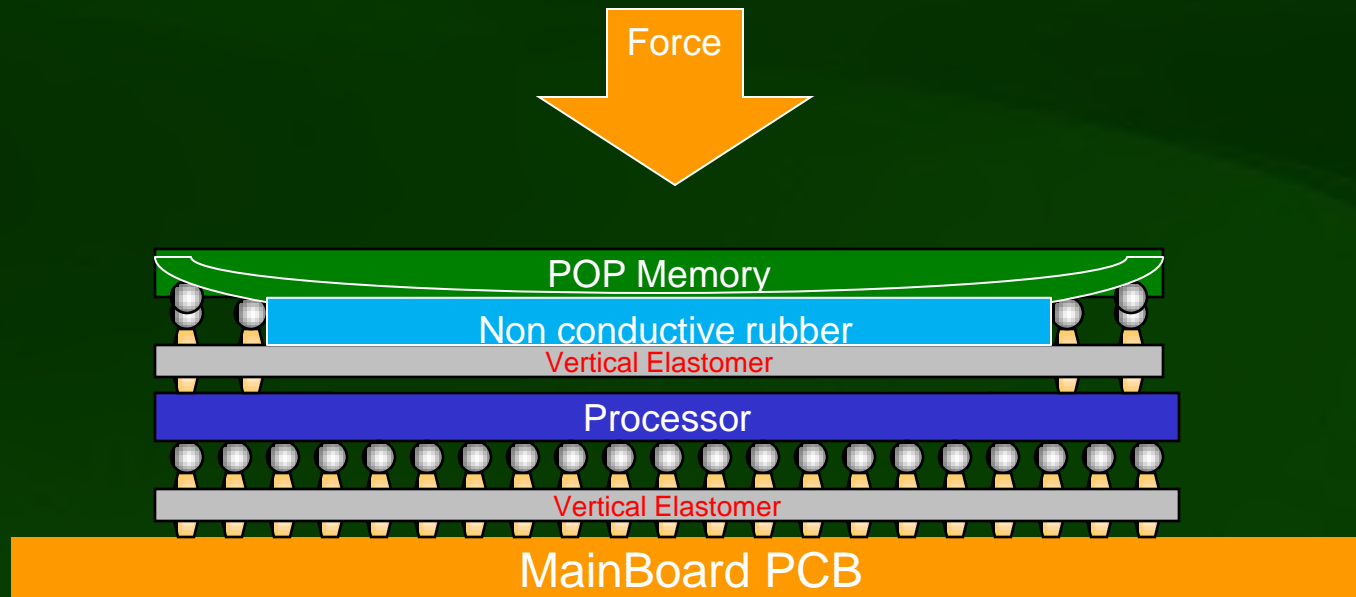 Force
POP Memory
Non conductive rubber
Vertical Elastomer
Processor
Vertical Elastomer
MainBoard PCB